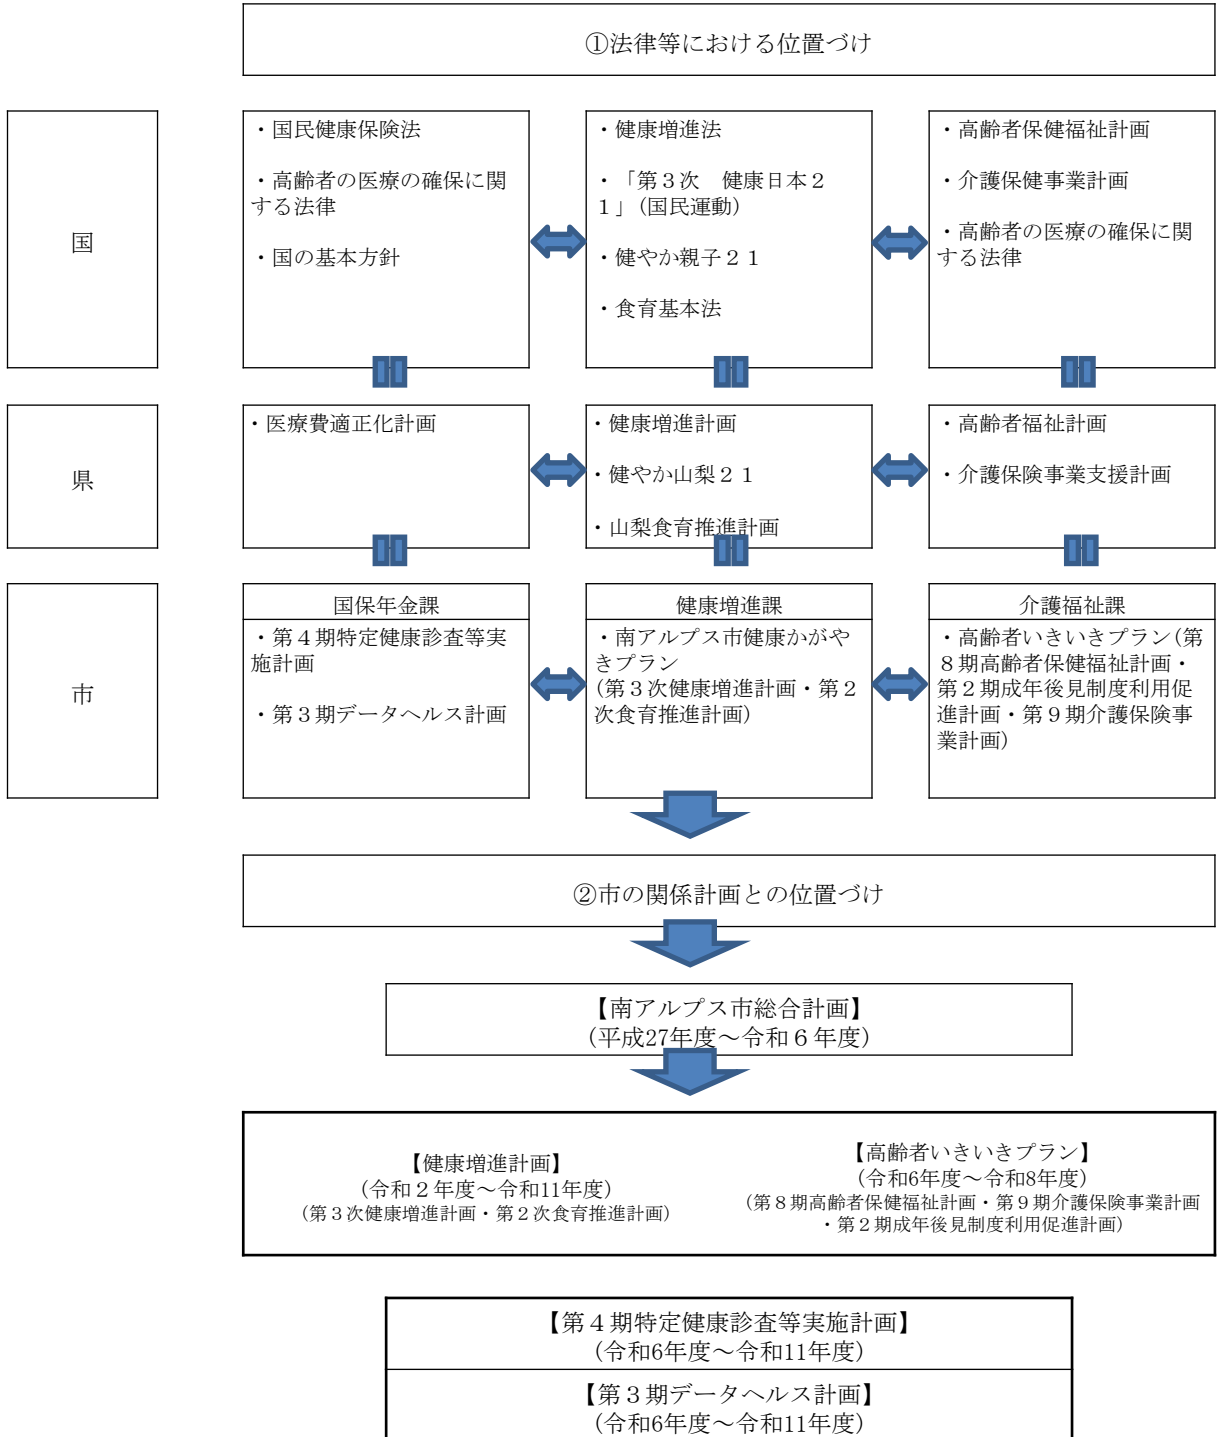 ①法律等における位置づけ
国
・国民健康保険法
・高齢者の医療の確保に関
する法律
・国の基本方針
・健康増進法
・「第３次　健康日本２
１」(国民運動)
・健やか親子２１
・食育基本法
・高齢者保健福祉計画
・介護保健事業計画
・高齢者の医療の確保に関
する法律
県
・医療費適正化計画
・健康増進計画
・健やか山梨２１
・山梨食育推進計画
・高齢者福祉計画
・介護保険事業支援計画
市
国保年金課
・第４期特定健康診査等実
施計画
・第３期データヘルス計画
健康増進課
・南アルプス市健康かがや
きプラン
(第３次健康増進計画・第２
次食育推進計画)
介護福祉課
・高齢者いきいきプラン(第
８期高齢者保健福祉計画・
第２期成年後見制度利用促
進計画・第９期介護保険事
業計画)
②市の関係計画との位置づけ
【南アルプス市総合計画】
(平成27年度～令和６年度)
【健康増進計画】
(令和２年度～令和11年度)
(第３次健康増進計画・第２次食育推進計画)
【高齢者いきいきプラン】
(令和6年度～令和8年度)
(第８期高齢者保健福祉計画・第９期介護保険事業計画
・第２期成年後見制度利用促進計画)
【第４期特定健康診査等実施計画】
(令和6年度～令和11年度)
【第３期データヘルス計画】
(令和6年度～令和11年度)